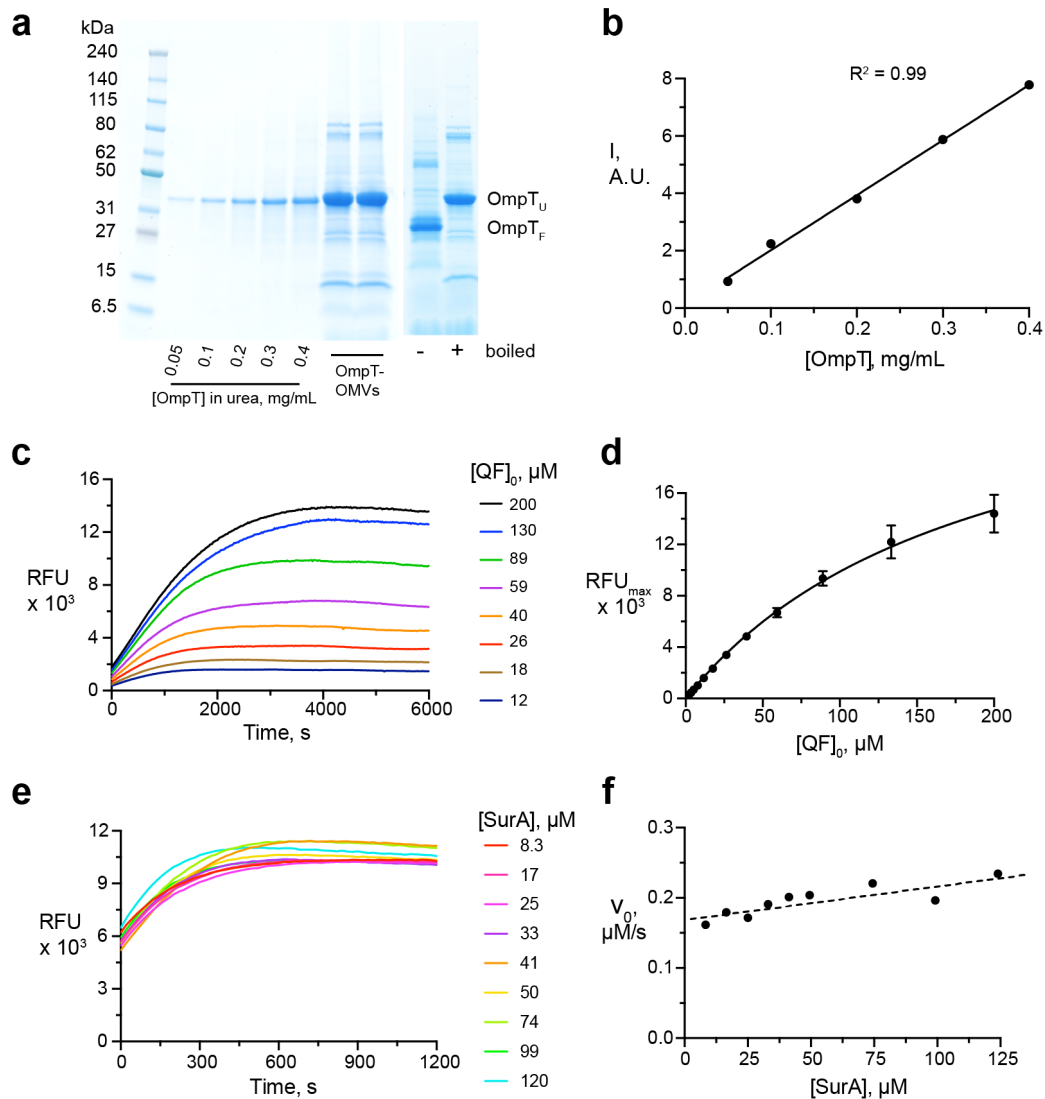 a
kDa
240
140
115
80
62
50
31
27
15
6.5
OmpT_U
OmpT_F
0.05
0.1
0.2
0.3
0.4
[OmpT] in urea, mg/mL
OmpT-
OMVs
- + boiled
b
R² = 0.99
I,
A.U.
8
6
4
2
0
0.0 0.1 0.2 0.3 0.4
[OmpT], mg/mL
c
RFU
x 10³
16
12
8
4
0
0 2000 4000 6000
Time, s
[QF]₀, µM
200
130
89
59
40
26
18
12
d
RFU_max
x 10³
16
12
8
4
0
0 50 100 150 200
[QF]₀, µM
e
RFU
x 10³
12
9
6
3
0
0 300 600 900 1200
Time, s
[SurA], µM
8.3
17
25
33
41
50
74
99
120
f
v₀,
µM/s
0.3
0.2
0.1
0.0
0 25 50 75 100 125
[SurA], µM